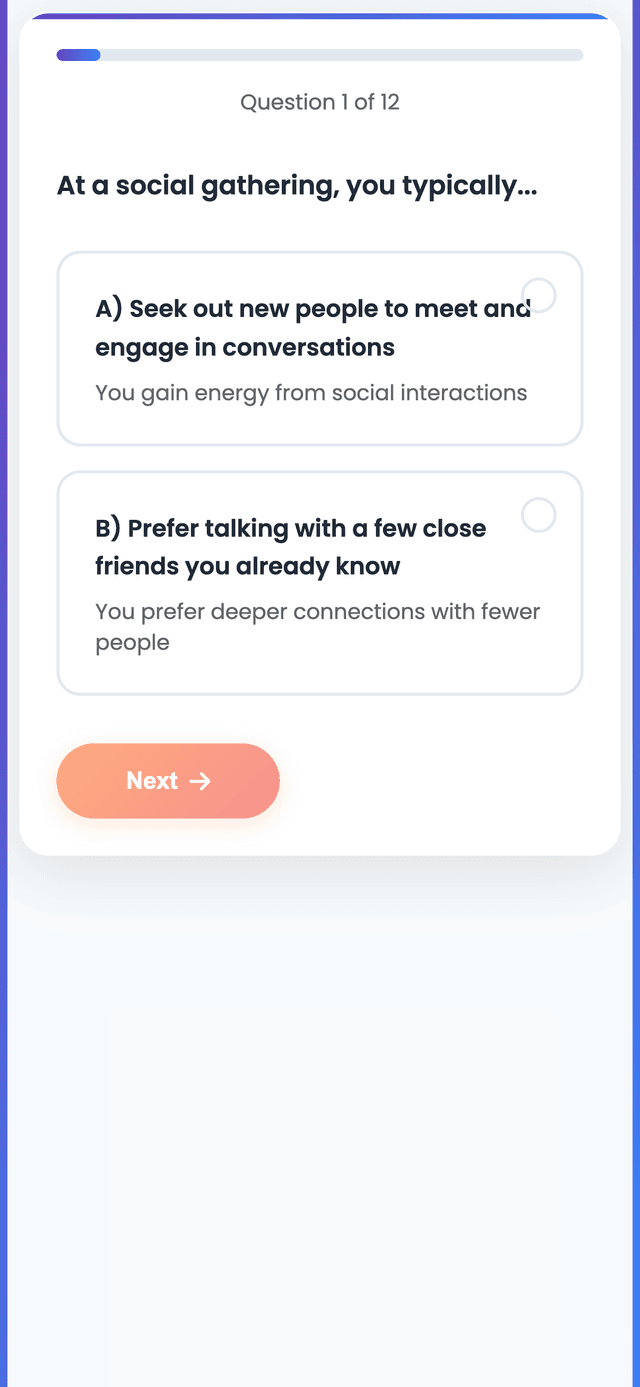 Question 1 of 12
At a social gathering, you typically...
A) Seek out new people to meet and
engage in conversations
You gain energy from social interactions
B) Prefer talking with a few close
friends you already know
You prefer deeper connections with fewer
people
Next →